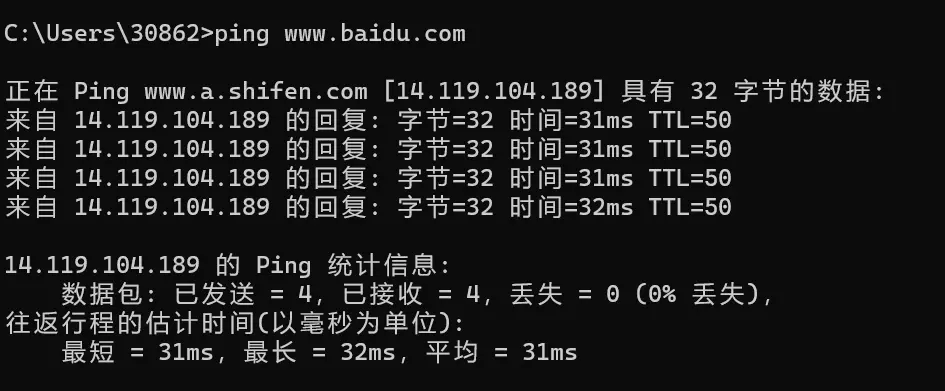 C:\Users\30862>ping www.baidu.com
正在 Ping www.a.shifen.com [14.119.104.189] 具有 32 字节的数据:
来自 14.119.104.189 的回复: 字节=32 时间=31ms TTL=50
来自 14.119.104.189 的回复: 字节=32 时间=31ms TTL=50
来自 14.119.104.189 的回复: 字节=32 时间=31ms TTL=50
来自 14.119.104.189 的回复: 字节=32 时间=32ms TTL=50
14.119.104.189 的 Ping 统计信息:
数据包: 已发送 = 4, 已接收 = 4, 丢失 = 0 (0% 丢失),
往返行程的估计时间(以毫秒为单位):
最短 = 31ms, 最长 = 32ms, 平均 = 31ms